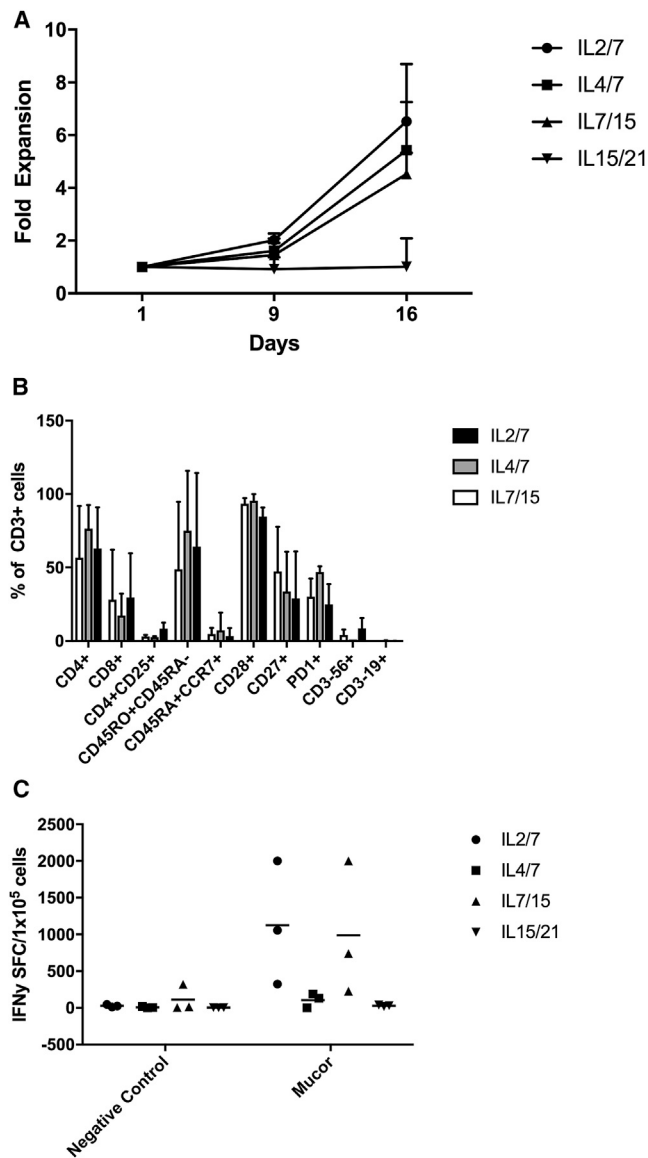 A
10
8
6
4
2
0
Fold Expansion
1
9
16
Days
IL2/7
IL4/7
IL7/15
IL15/21
B
150
100
50
0
% of CD3+ cells
CD4+
CD8+
CD4+CD25+
CD45RO+CD45RA-
CD45RA+CCR7+
CD28+
CD27+
PD1+
CD3-56+
CD3-19+
IL2/7
IL4/7
IL7/15
C
2500
2000
1500
1000
500
0
-500
IFNy SFC/1x10⁵ cells
Negative Control
Mucor
IL2/7
IL4/7
IL7/15
IL15/21